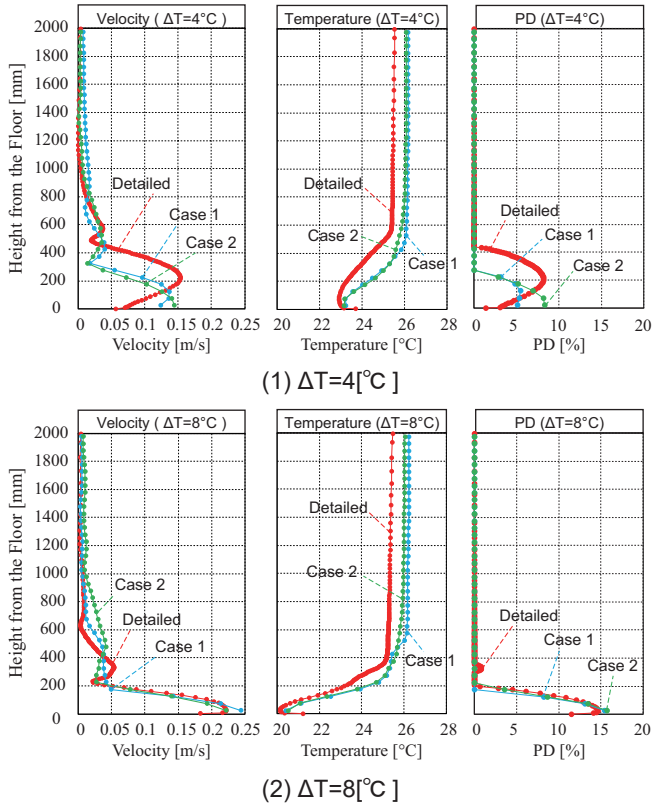 Velocity ( ΔT=4°C )
Temperature (ΔT=4°C)
PD (ΔT=4°C)
Height from the Floor [mm]
2000
1800
1600
1400
1200
1000
800
600
400
200
0
Detailed
Case 1
Case 2
Detailed
Case 2
Case 1
Detailed
Case 1
Case 2
0 0.05 0.1 0.15 0.2 0.25
20 22 24 26 28
0 5 10 15 20
Velocity [m/s]
Temperature [°C]
PD [%]
(1) ΔT=4[℃ ]
Velocity ( ΔT=8°C )
Temperature (ΔT=8°C)
PD (ΔT=8°C)
Height from the Floor [mm]
2000
1800
1600
1400
1200
1000
800
600
400
200
0
Case 2
Detailed
Case 1
Detailed
Case 2
Case 1
Detailed
Case 1
Case 2
0 0.05 0.1 0.15 0.2 0.25
20 22 24 26 28
0 5 10 15 20
Velocity [m/s]
Temperature [°C]
PD [%]
(2) ΔT=8[℃ ]